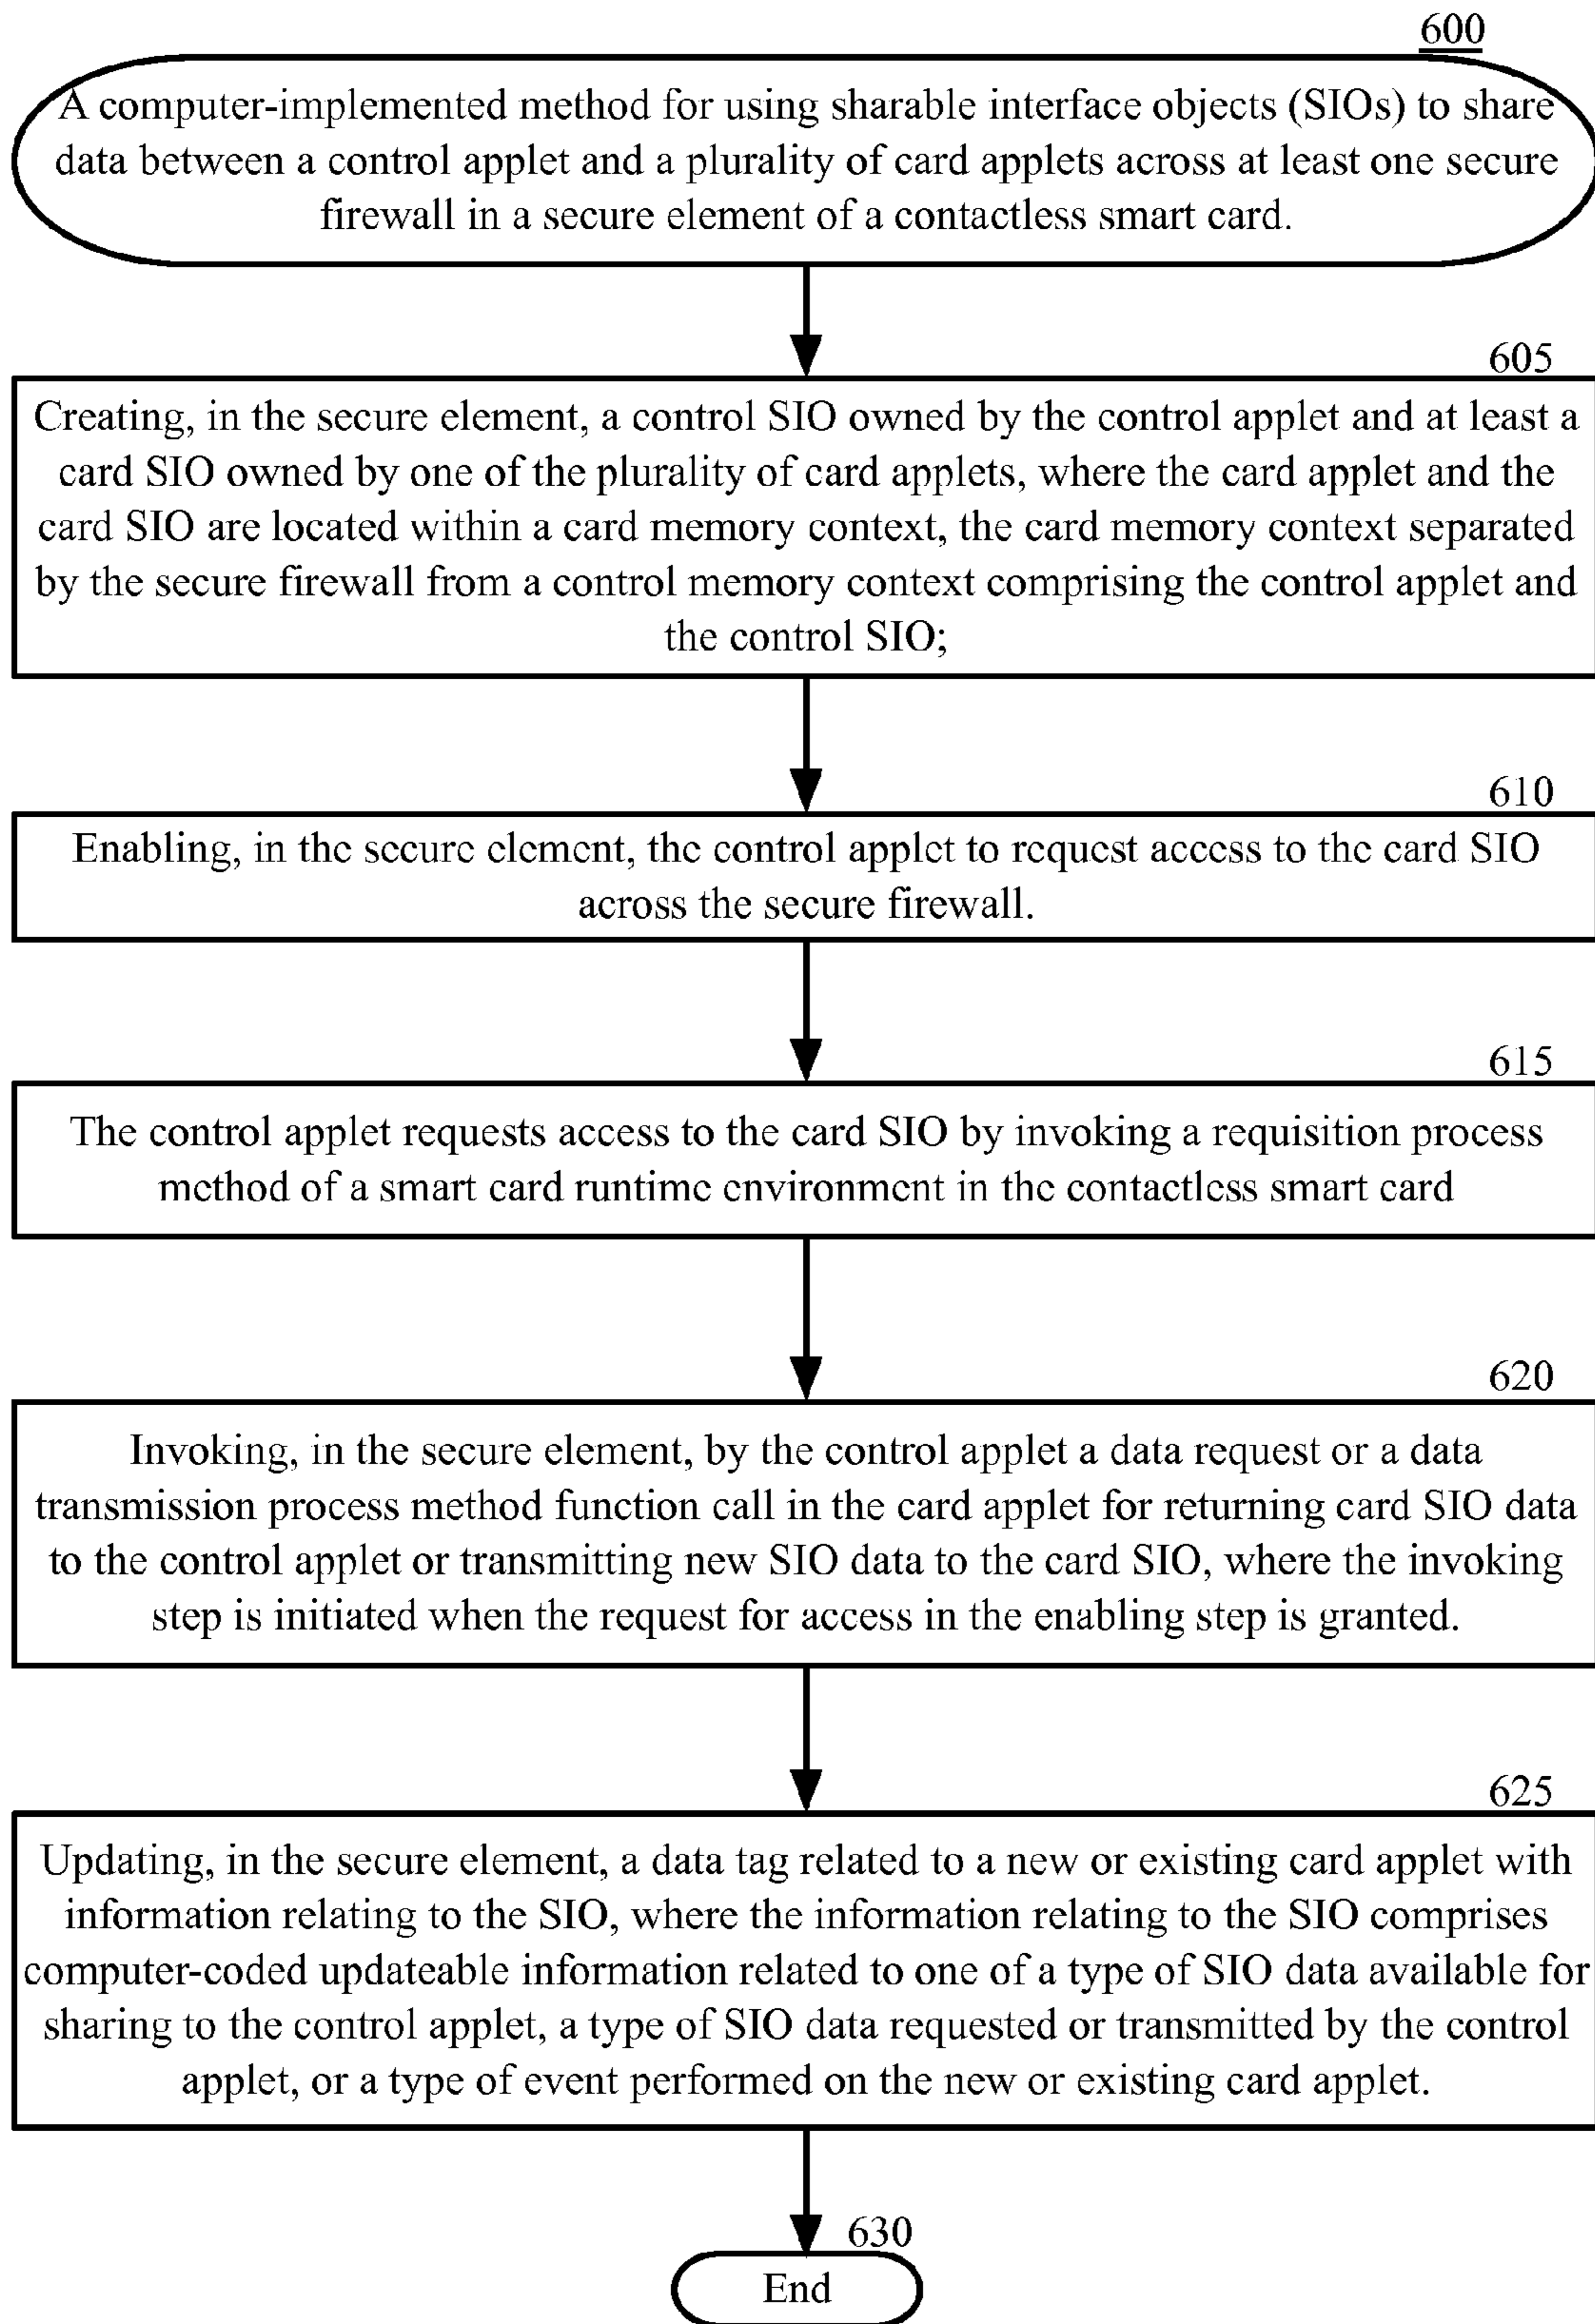 600
A computer-implemented method for using sharable interface objects (SIOs) to share
data between a control applet and a plurality of card applets across at least one secure
firewall in a secure element of a contactless smart card.
605
Creating, in the secure element, a control SIO owned by the control applet and at least a
card SIO owned by one of the plurality of card applets, where the card applet and the
card SIO are located within a card memory context, the card memory context separated
by the secure firewall from a control memory context comprising the control applet and
the control SIO;
610
Enabling, in the secure element, the control applet to request access to the card SIO
across the secure firewall.
615
The control applet requests access to the card SIO by invoking a requisition process
method of a smart card runtime environment in the contactless smart card
620
Invoking, in the secure element, by the control applet a data request or a data
transmission process method function call in the card applet for returning card SIO data
to the control applet or transmitting new SIO data to the card SIO, where the invoking
step is initiated when the request for access in the enabling step is granted.
625
Updating, in the secure element, a data tag related to a new or existing card applet with
information relating to the SIO, where the information relating to the SIO comprises
computer-coded updateable information related to one of a type of SIO data available for
sharing to the control applet, a type of SIO data requested or transmitted by the control
applet, or a type of event performed on the new or existing card applet.
630
End